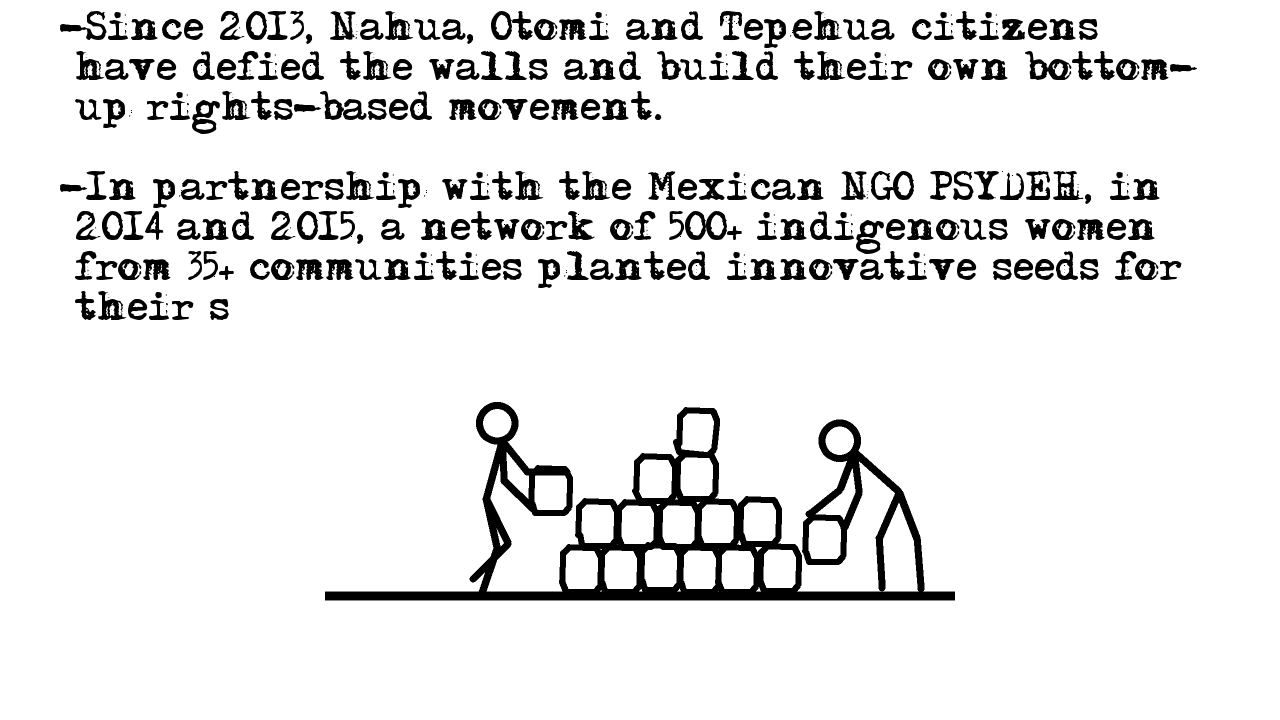 -Since 2013, Nahua, Otomi and Tepehua citizens
have defied the walls and build their own bottom-
up rights-based movement.
-In partnership with the Mexican NGO PSYDEH, in
2014 and 2015, a network of 500+ indigenous women
from 35+ communities planted innovative seeds for
their s